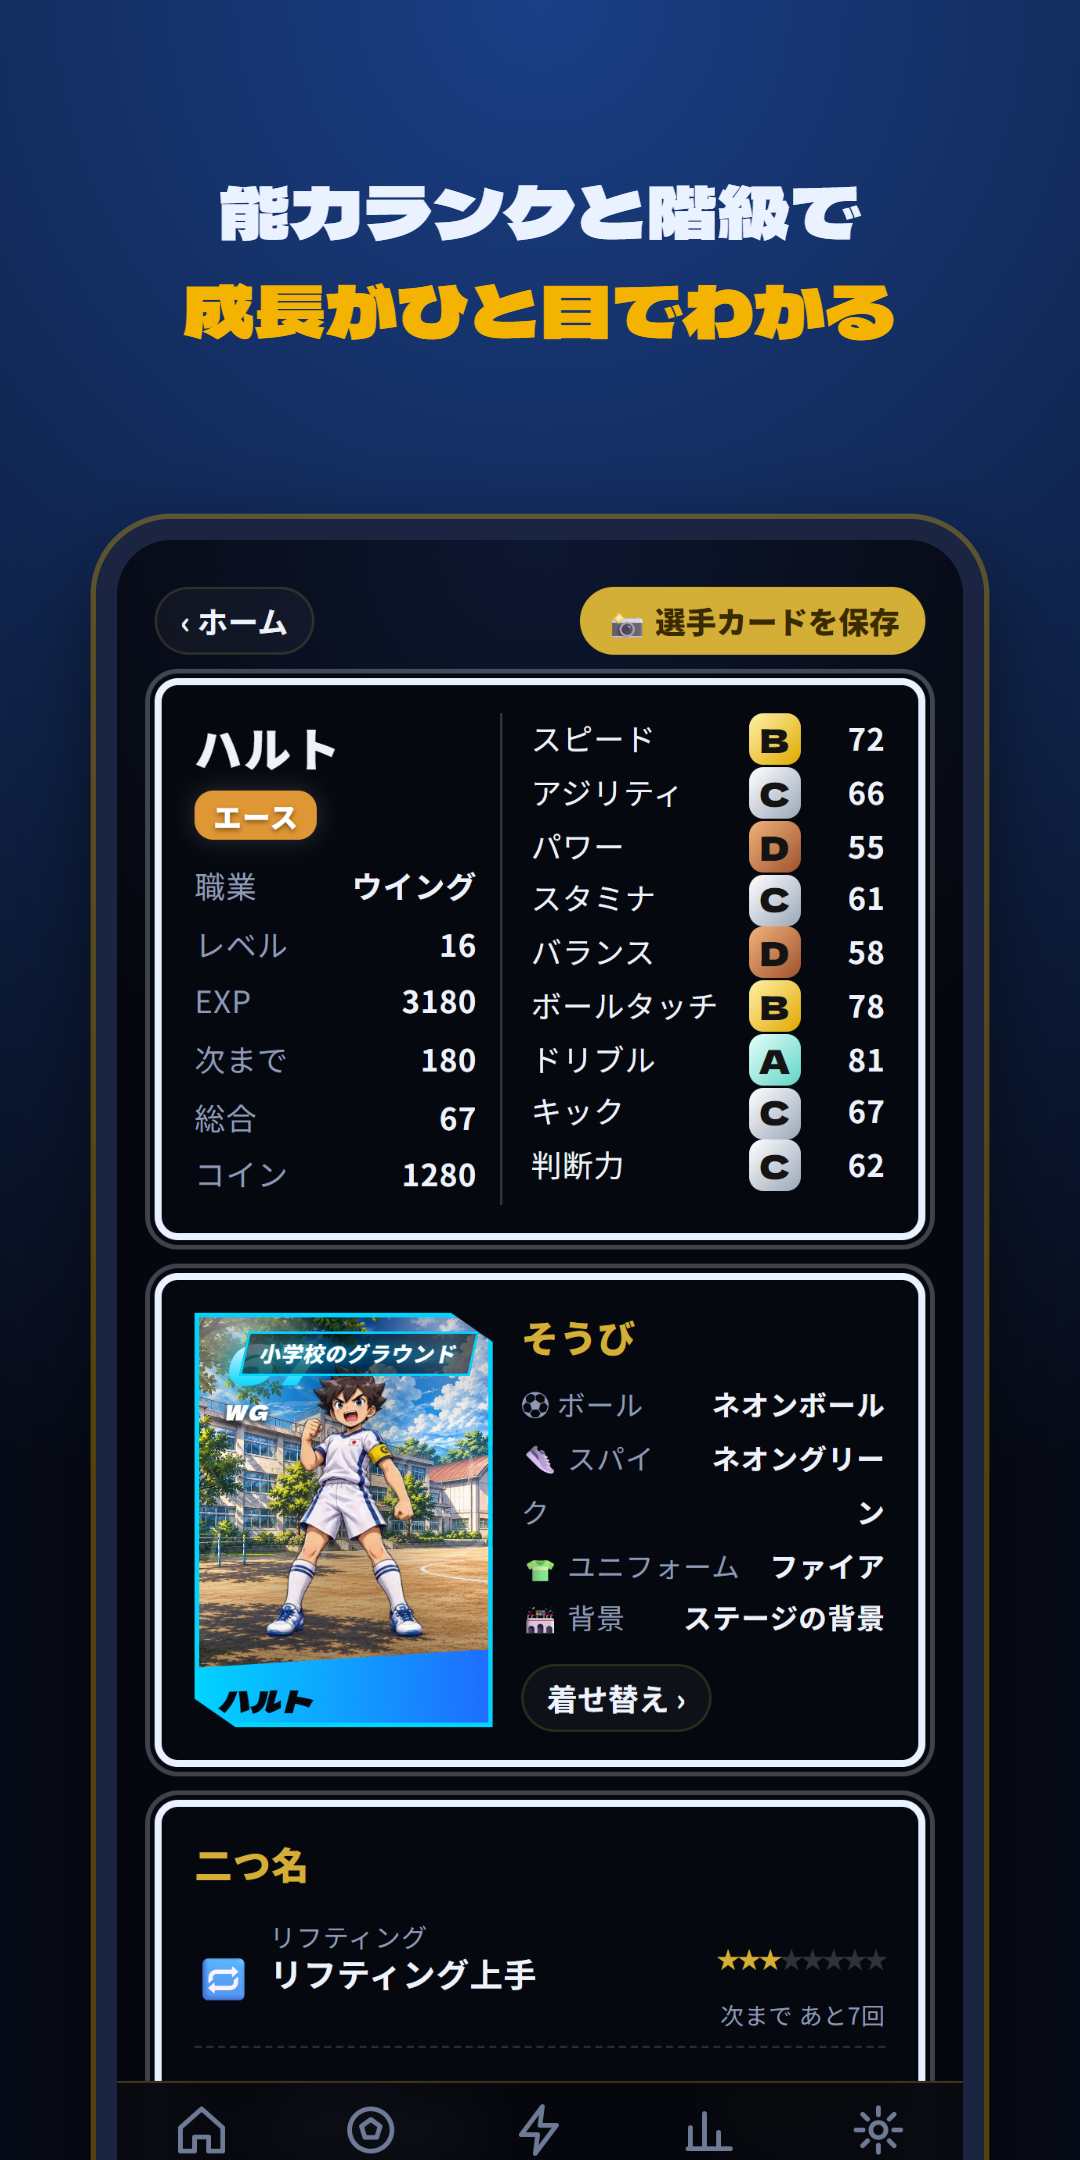 能力ランクと階級で
成長がひと目でわかる
‹ ホーム
選手カードを保存
ハルト
エース
職業 ウイング
レベル 16
EXP 3180
次まで 180
総合 67
コイン 1280
スピード B 72
アジリティ C 66
パワー D 55
スタミナ C 61
バランス D 58
ボールタッチ B 78
ドリブル A 81
キック C 67
判断力 C 62
小学校のグラウンド
WG
ハルト
そうび
ボール ネオンボール
スパイ ネオングリー
ク ン
ユニフォーム ファイア
背景 ステージの背景
着せ替え ›
二つ名
リフティング
リフティング上手
★★★★★★★★
次まで あと7回